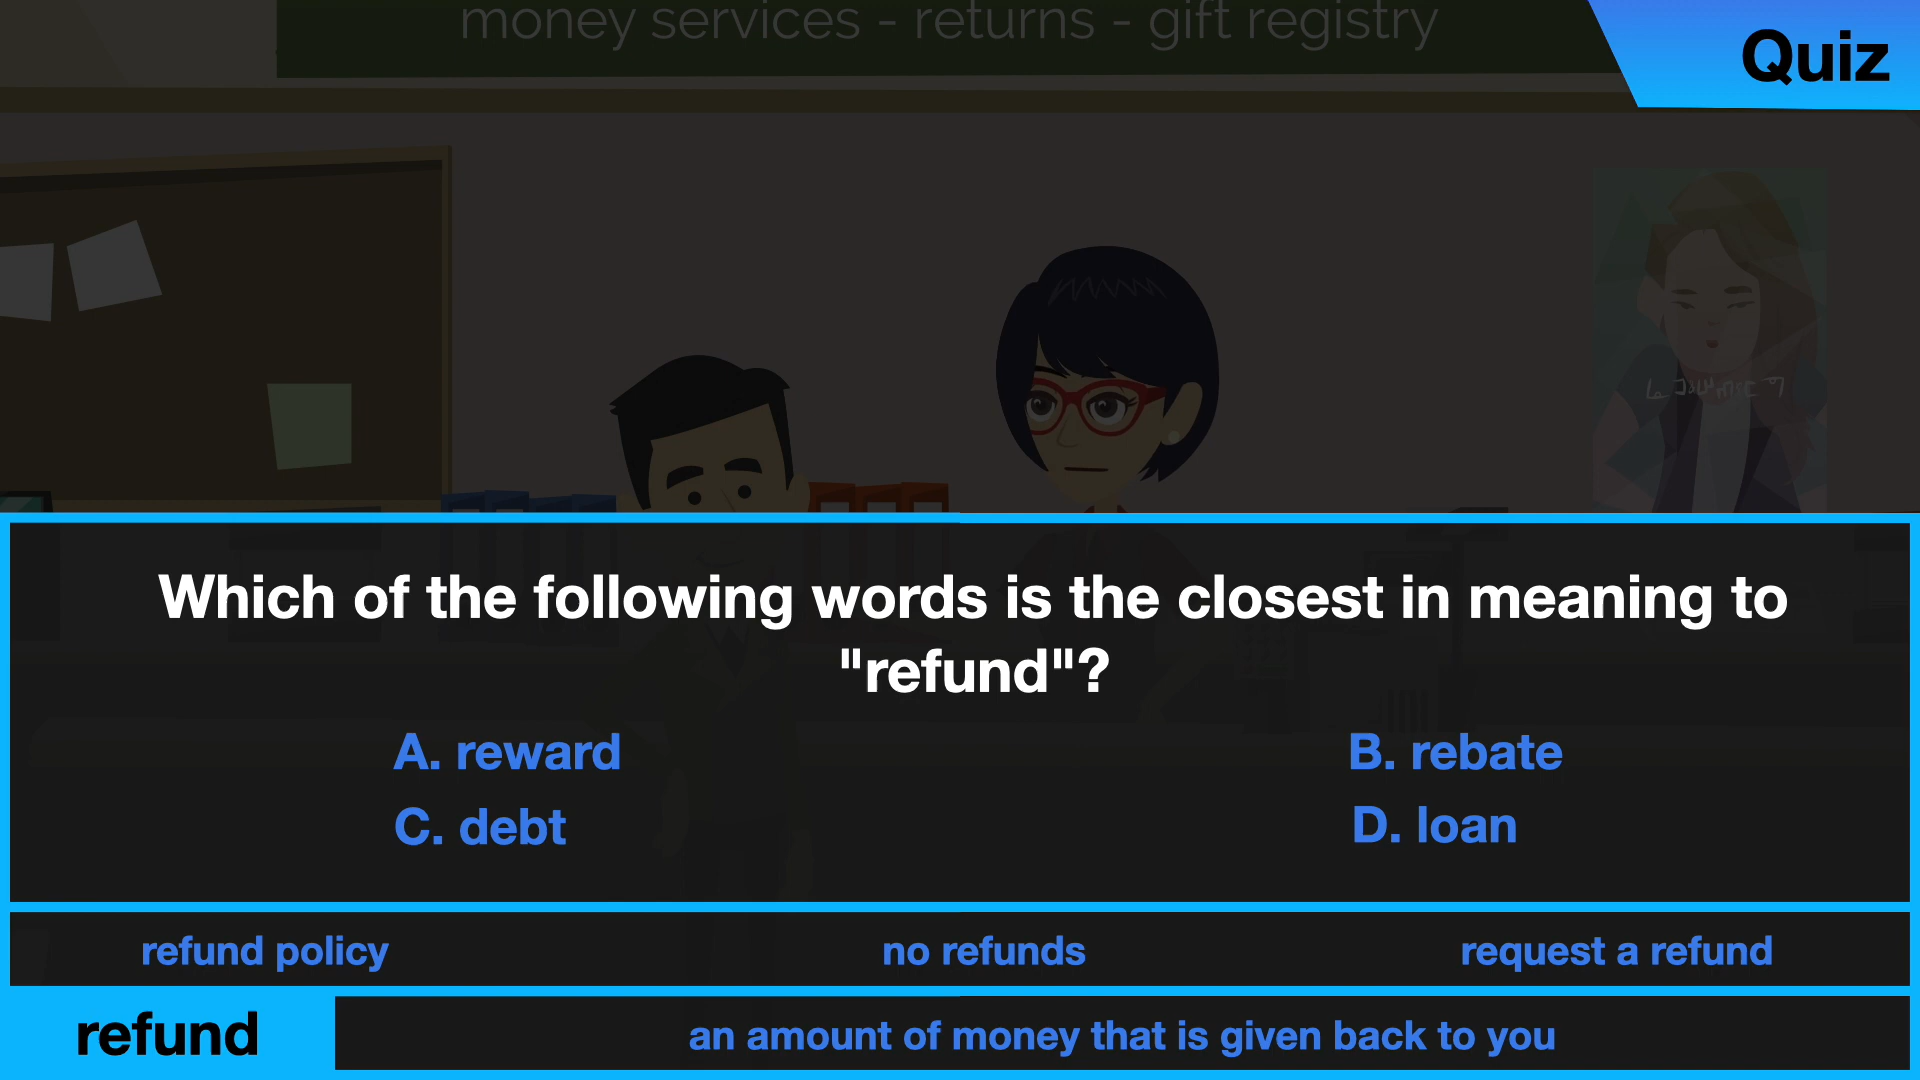 money services - returns - gift registry
Quiz
Which of the following words is the closest in meaning to
"refund"?
A. reward
B. rebate
C. debt
D. loan
refund policy
no refunds
request a refund
refund
an amount of money that is given back to you